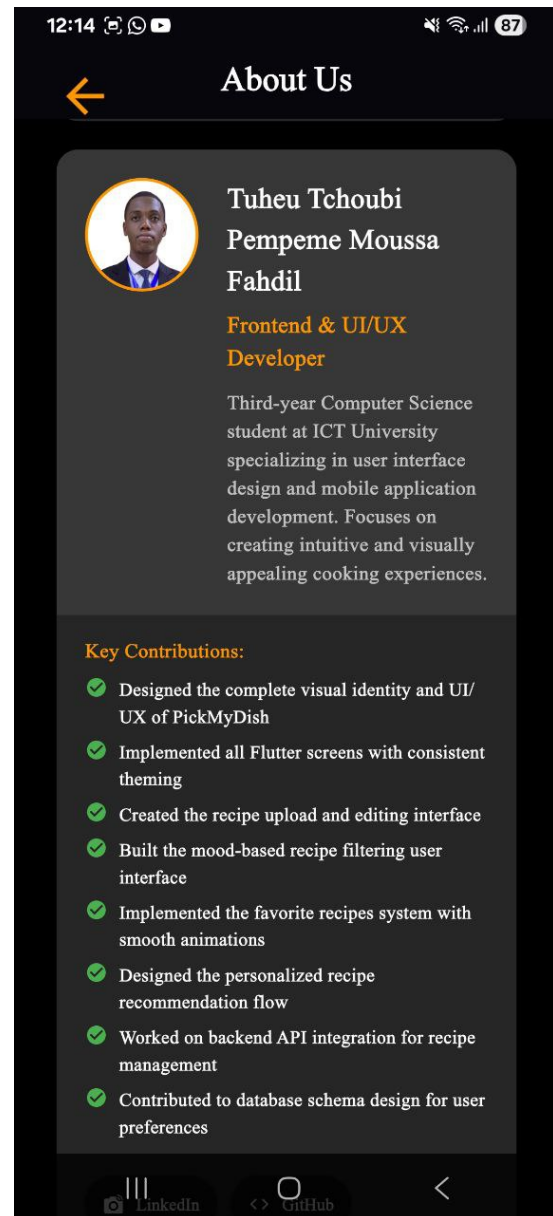 12:14
87
About Us
Tuheu Tchoubi
Pempeme Moussa
Fahdil
Frontend & UI/UX
Developer
Third-year Computer Science
student at ICT University
specializing in user interface
design and mobile application
development. Focuses on
creating intuitive and visually
appealing cooking experiences.
Key Contributions:
Designed the complete visual identity and UI/
UX of PickMyDish
Implemented all Flutter screens with consistent
theming
Created the recipe upload and editing interface
Built the mood-based recipe filtering user
interface
Implemented the favorite recipes system with
smooth animations
Designed the personalized recipe
recommendation flow
Worked on backend API integration for recipe
management
Contributed to database schema design for user
preferences
LinkedIn <> GitHub